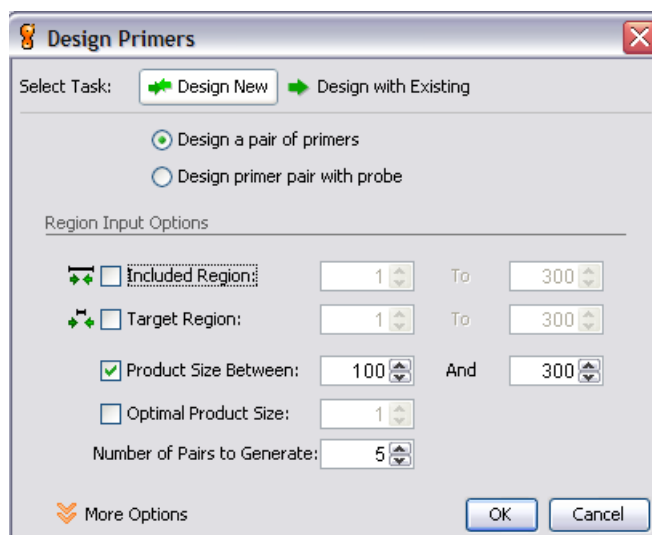 Design Primers
Select Task: Design New Design with Existing
Design a pair of primers
Design primer pair with probe
Region Input Options
Included Region: 1 To 300
Target Region: 1 To 300
Product Size Between: 100 And 300
Optimal Product Size: 1
Number of Pairs to Generate: 5
More Options OK Cancel